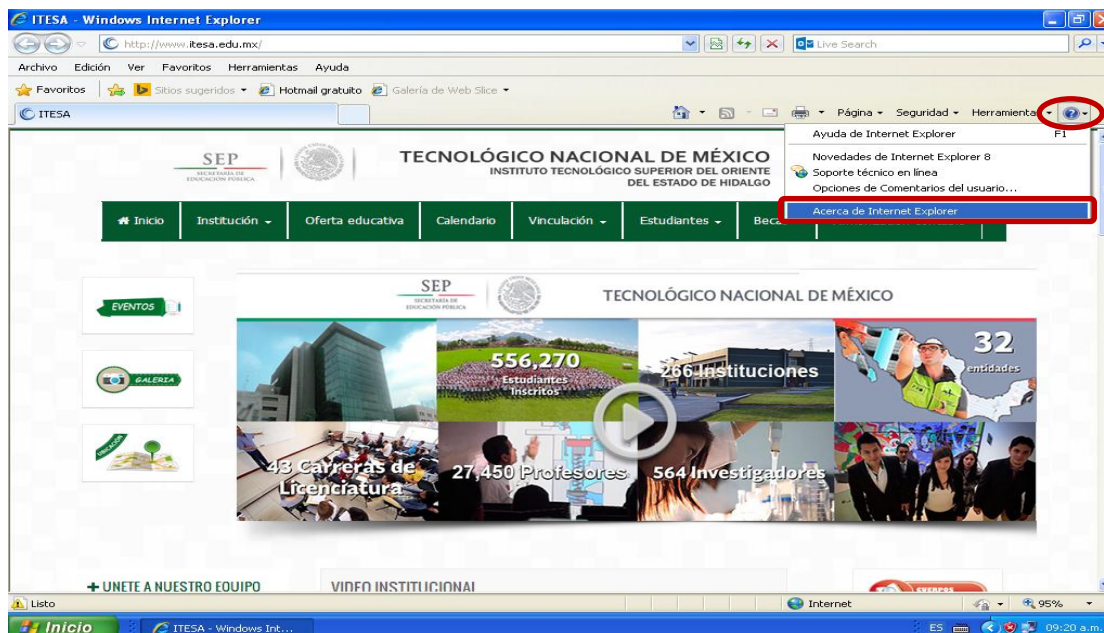 ITESA - Windows Internet Explorer
http://www.itesa.edu.mx/
Live Search
Archivo Edición Ver Favoritos Herramientas Ayuda
Favoritos Sitios sugeridos Hotmail gratuito Galería de Web Slice
ITESA
Página Seguridad Herramientas
Ayuda de Internet Explorer F1
Novedades de Internet Explorer 8
Soporte técnico en línea
Opciones de Comentarios del usuario...
Acerca de Internet Explorer
SEP
SECRETARÍA DE
EDUCACIÓN PÚBLICA
TECNOLÓGICO NACIONAL DE MÉXICO
INSTITUTO TECNOLÓGICO SUPERIOR DEL ORIENTE
DEL ESTADO DE HIDALGO
Inicio Institución Oferta educativa Calendario Vinculación Estudiantes
EVENTOS
GALERIA
UBICACIÓN
SEP
SECRETARÍA DE
EDUCACIÓN PÚBLICA
TECNOLÓGICO NACIONAL DE MÉXICO
556,270
Estudiantes
Inscritos
266 Instituciones
32
entidades
43 Carreras de
Licenciatura
27,450 Profesores
564 Investigadores
+ UNETE A NUESTRO EQUIPO
VIDEO INSTITUCIONAL
Listo
Internet
95%
Inicio
ITESA - Windows Int...
ES
09:20 a.m.